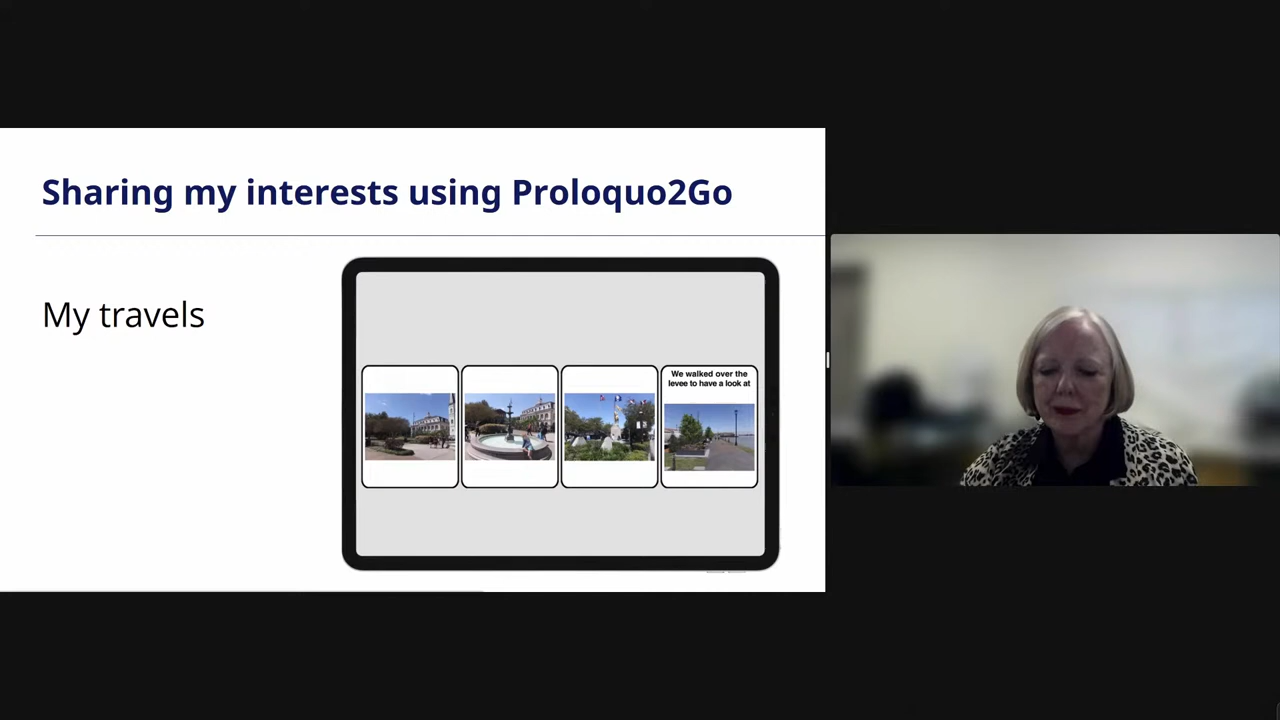 Sharing my interests using Proloquo2Go
My travels
We walked over the
levee to have a look at